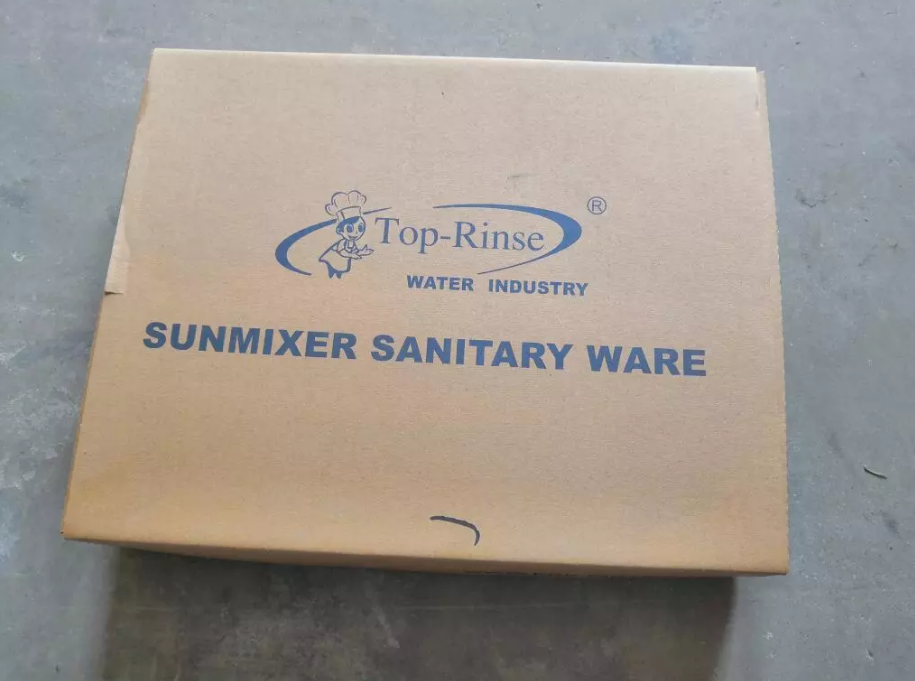 Top-Rinse ®
WATER INDUSTRY
SUNMIXER SANITARY WARE